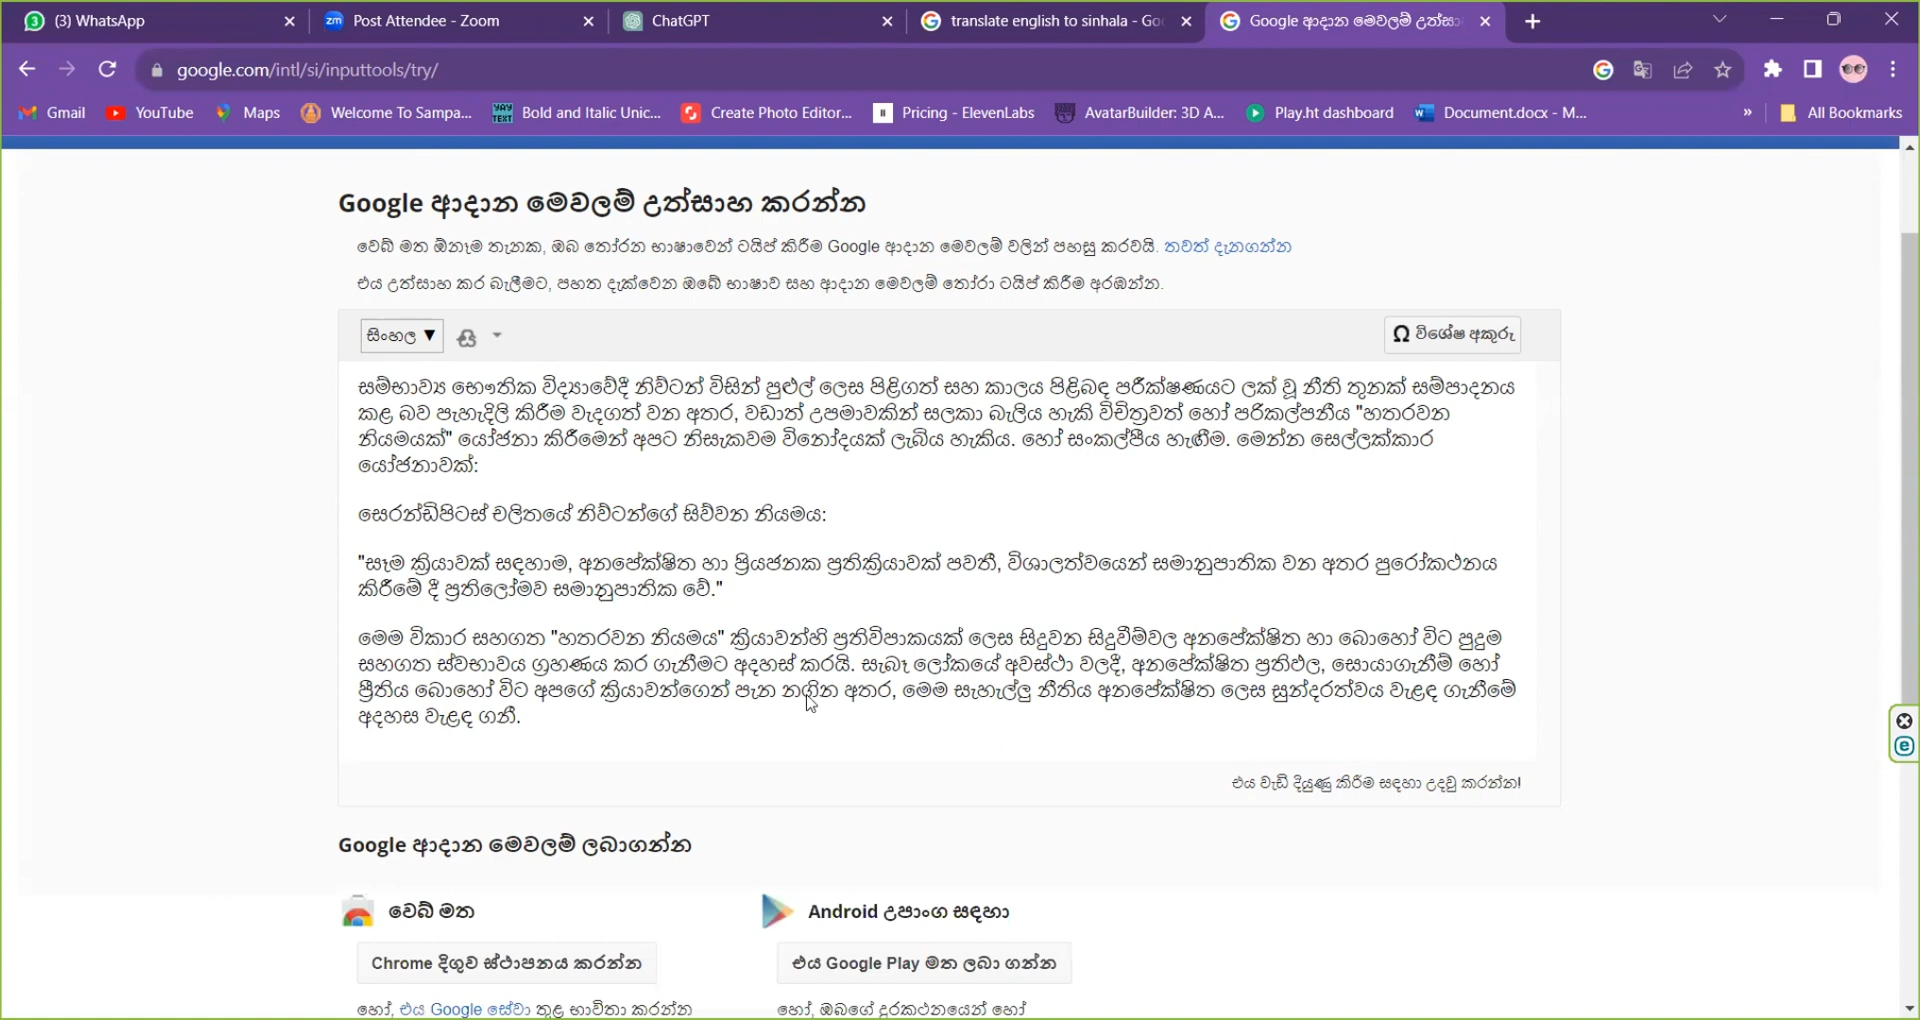 (3) WhatsApp
Post Attendee - Zoom
ChatGPT
translate english to sinhala - Go
Google ආදාන මෙවලම් උත්සා
google.com/intl/si/inputtools/try/
Gmail
YouTube
Maps
Welcome To Sampa...
Bold and Italic Unic...
Create Photo Editor...
Pricing - ElevenLabs
AvatarBuilder: 3D A...
Play.ht dashboard
Document.docx - M...
»
All Bookmarks
Google ආදාන මෙවලම් උත්සාහ කරන්න
වෙබ් මත ඕනෑම තැනක, ඔබ තෝරන භාෂාවෙන් ටයිප් කිරීම Google ආදාන මෙවලම් වලින් පහසු කරවයි. තවත් දැනගන්න
එය උත්සාහ කර බැලීමට, පහත දැක්වෙන ඔබේ භාෂාව සහ ආදාන මෙවලම් තෝරා ටයිප් කිරීම අරඹන්න.
සිංහල ▼
Ω විශේෂ අකුරු
සම්භාව්‍ය භෞතික විද්‍යාවේදී නිව්ටන් විසින් පුළුල් ලෙස පිළිගත් සහ කාලය පිළිබඳ පරීක්ෂණයට ලක් වූ නීති තුනක් සම්පාදනය
කළ බව පැහැදිලි කිරීම වැදගත් වන අතර, වඩාත් උපමාවකින් සලකා බැලිය හැකි විචිත්‍රවත් හෝ පරිකල්පනීය "හතරවන
නියමයක්" යෝජනා කිරීමෙන් අපට නිසැකවම විනෝදයක් ලැබිය හැකිය. හෝ සංකල්පීය හැඟීම. මෙන්න සෙල්ලක්කාර
යෝජනාවක්:
සෙරන්ඩිපිටස් චලිතයේ නිව්ටන්ගේ සිව්වන නියමය:
"සෑම ක්‍රියාවක් සඳහාම, අනපේක්ෂිත හා ප්‍රියජනක ප්‍රතික්‍රියාවක් පවතී, විශාලත්වයෙන් සමානුපාතික වන අතර පුරෝකථනය
කිරීමේ දී ප්‍රතිලෝමව සමානුපාතික වේ."
මෙම විකාර සහගත "හතරවන නියමය" ක්‍රියාවන්හි ප්‍රතිවිපාකයක් ලෙස සිදුවන සිදුවීම්වල අනපේක්ෂිත හා බොහෝ විට පුදුම
සහගත ස්වභාවය ග්‍රහණය කර ගැනීමට අදහස් කරයි. සැබෑ ලෝකයේ අවස්ථා වලදී, අනපේක්ෂිත ප්‍රතිඵල, සොයාගැනීම් හෝ
ප්‍රීතිය බොහෝ විට අපගේ ක්‍රියාවන්ගෙන් පැන නගින අතර, මෙම සැහැල්ලු නීතිය අනපේක්ෂිත ලෙස සුන්දරත්වය වැළඳ ගැනීමේ
අදහස වැළඳ ගනී.
එය වැඩි දියුණු කිරීම සඳහා උදවු කරන්න!
Google ආදාන මෙවලම් ලබාගන්න
වෙබ් මත
Android උපාංග සඳහා
Chrome දිගුව ස්ථාපනය කරන්න
එය Google Play මත ලබා ගන්න
හෝ, එය Google සේවා තුළ භාවිතා කරන්න
හෝ, ඔබගේ දුරකථනයෙන් හෝ